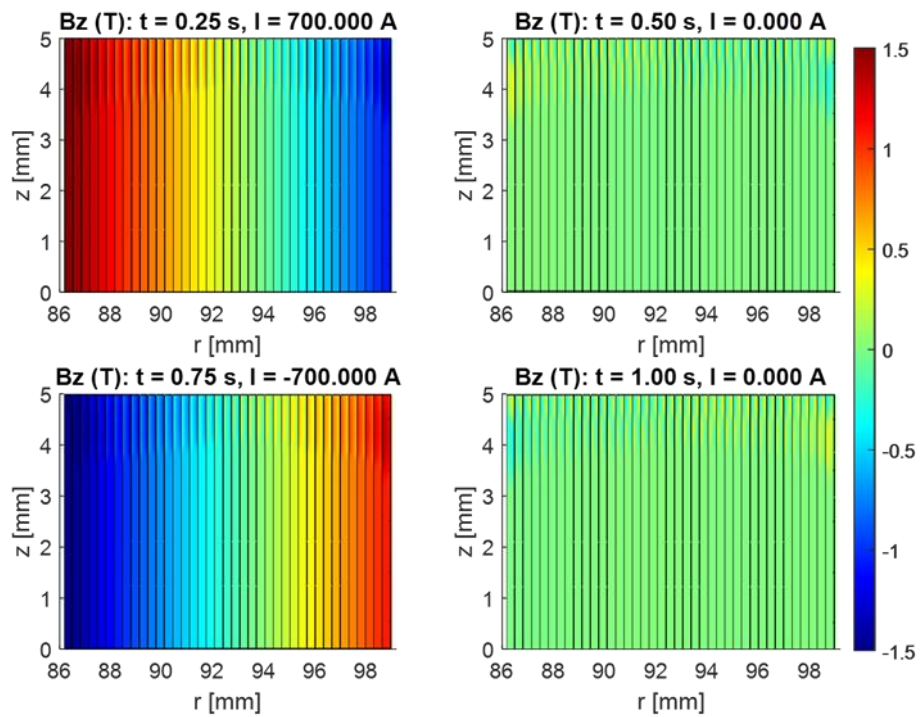 Bz (T): t = 0.25 s, I = 700.000 A
5
4
3
2
1
0
z [mm]
86 88 90 92 94 96 98
r [mm]
Bz (T): t = 0.50 s, I = 0.000 A
5
4
3
2
1
0
z [mm]
86 88 90 92 94 96 98
r [mm]
Bz (T): t = 0.75 s, I = -700.000 A
5
4
3
2
1
0
z [mm]
86 88 90 92 94 96 98
r [mm]
Bz (T): t = 1.00 s, I = 0.000 A
5
4
3
2
1
0
z [mm]
86 88 90 92 94 96 98
r [mm]
1.5
1
0.5
0
-0.5
-1
-1.5